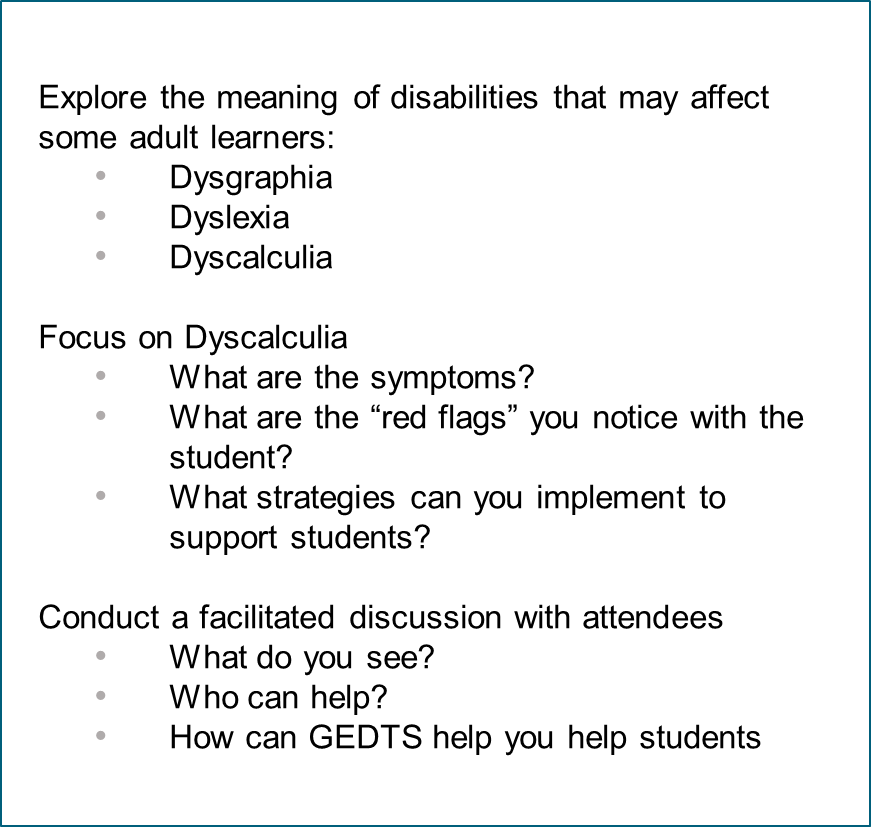 Explore the meaning of disabilities that may affect
some adult learners:
• Dysgraphia
• Dyslexia
• Dyscalculia
Focus on Dyscalculia
• What are the symptoms?
• What are the “red flags” you notice with the
student?
• What strategies can you implement to
support students?
Conduct a facilitated discussion with attendees
• What do you see?
• Who can help?
• How can GEDTS help you help students